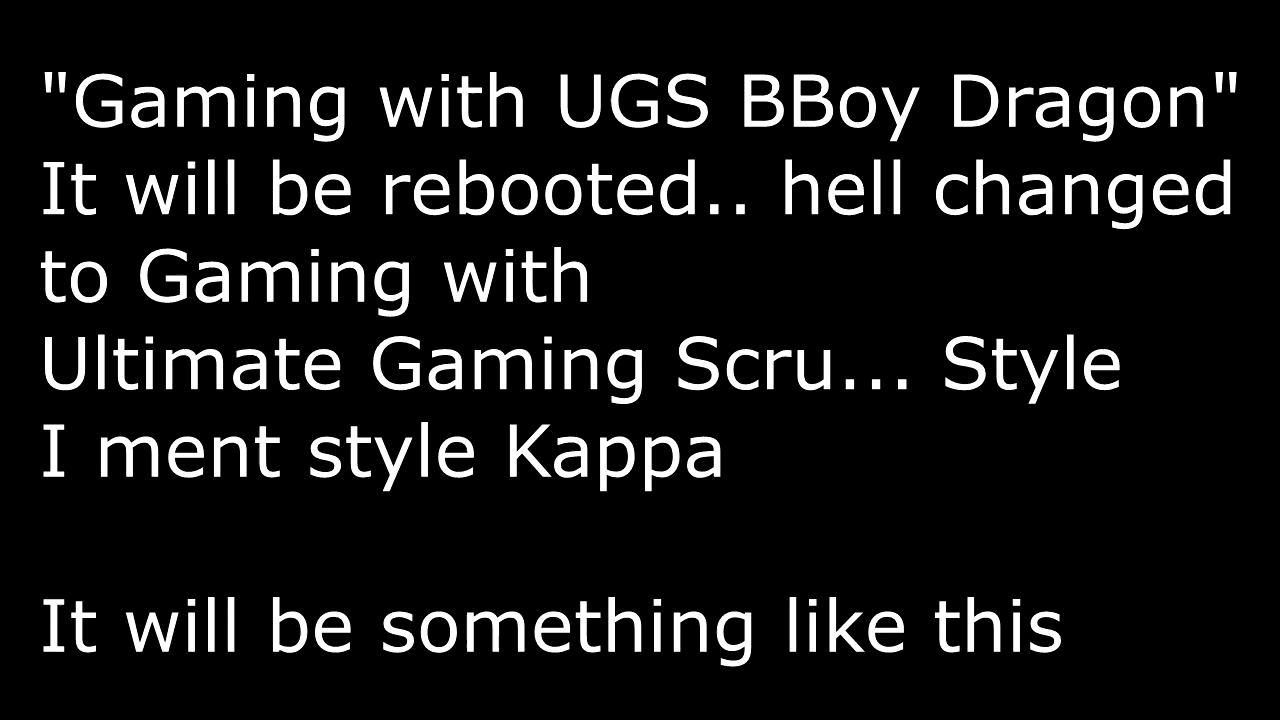 "Gaming with UGS BBoy Dragon"
It will be rebooted.. hell changed
to Gaming with
Ultimate Gaming Scru... Style
I ment style Kappa
It will be something like this